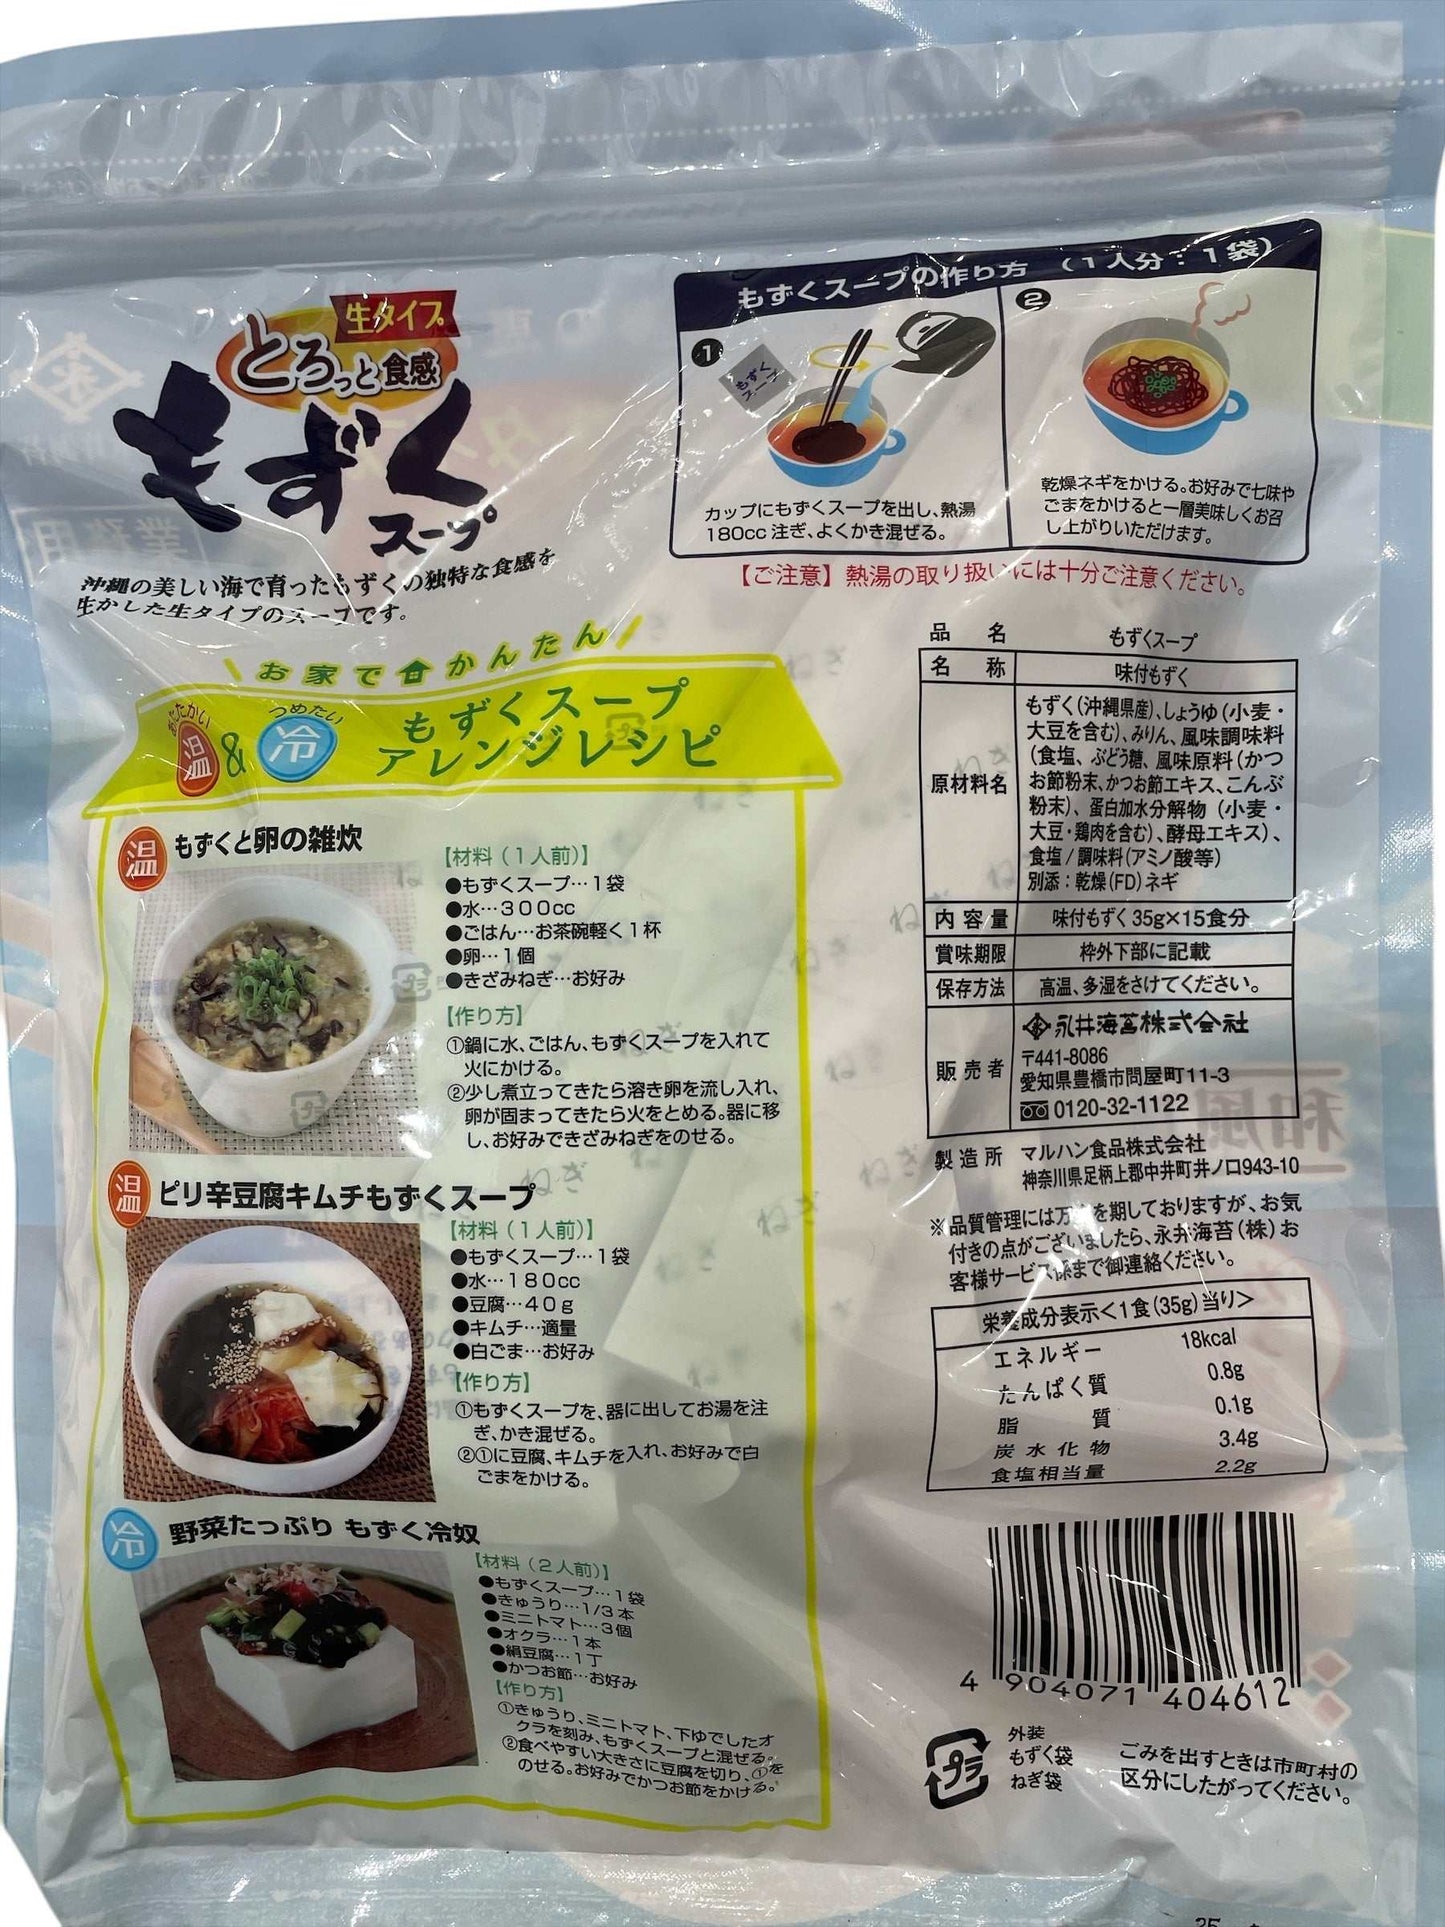 生タイプ
とろっと食感
もずく
スープ
沖縄の美しい海で育ったもずくの独特な食感を
生かした生タイプのスープです。
もずくスープの作り方 (1人分:1袋)
1
もずく
スープ
カップにもずくスープを出し、熱湯
180cc 注ぎ、よくかき混ぜる。
2
乾燥ネギをかける。お好みで七味や
ごまをかけると一層美味しくお召
し上がりいただけます。
【ご注意】熱湯の取り扱いには十分ご注意ください。
お家でかんたん
あたたかい
温
&
つめたい
冷
もずくスープ
アレンジレシピ
温 もずくと卵の雑炊
【材料(1人前)】
●もずくスープ…1袋
●水…300cc
●ごはん…お茶碗軽く1杯
●卵…1個
●きざみねぎ…お好み
【作り方】
①鍋に水、ごはん、もずくスープを入れて
火にかける。
②少し煮立ってきたら溶き卵を流し入れ、
卵が固まってきたら火をとめる。器に移
し、お好みできざみねぎをのせる。
温 ピリ辛豆腐キムチもずくスープ
【材料(1人前)】
●もずくスープ…1袋
●水…180cc
●豆腐…40g
●キムチ…適量
●白ごま…お好み
【作り方】
①もずくスープを、器に出してお湯を注
ぎ、かき混ぜる。
②①に豆腐、キムチを入れ、お好みで白
ごまをかける。
冷 野菜たっぷり もずく冷奴
【材料(2人前)】
●もずくスープ…1袋
●きゅうり…1/3本
●ミニトマト…3個
●オクラ…1本
●絹豆腐…1丁
●かつお節…お好み
【作り方】
①きゅうり、ミニトマト、下ゆでしたオ
クラを刻み、もずくスープと混ぜる。
②食べやすい大きさに豆腐を切り、①を
のせる。お好みでかつお節をかける。
品名 もずくスープ
名称 味付もずく
原材料名
もずく(沖縄県産)、しょうゆ(小麦・
大豆を含む)、みりん、風味調味料
(食塩、ぶどう糖、風味原料(かつ
お節粉末、かつお節エキス、こんぶ
粉末)、蛋白加水分解物(小麦・
大豆・鶏肉を含む)、酵母エキス)、
食塩/調味料(アミノ酸等)
別添:乾燥(FD)ネギ
内容量 味付もずく35g×15食分
賞味期限 枠外下部に記載
保存方法 高温、多湿をさけてください。
販売者
永井海苔株式会社
〒441-8086
愛知県豊橋市問屋町11-3
0120-32-1122
製造所 マルハン食品株式会社
神奈川県足柄上郡中井町井ノ口943-10
※品質管理には万を期しておりますが、お気
付きの点がございましたら、永井海苔(株)お
客様サービス係まで御連絡ください。
栄養成分表示<1食(35g)当り>
エネルギー 18kcal
たんぱく質 0.8g
脂質 0.1g
炭水化物 3.4g
食塩相当量 2.2g
4 904071 404612
プラ
外装
もずく袋
ねぎ袋
ごみを出すときは市町村の
区分にしたがってください。